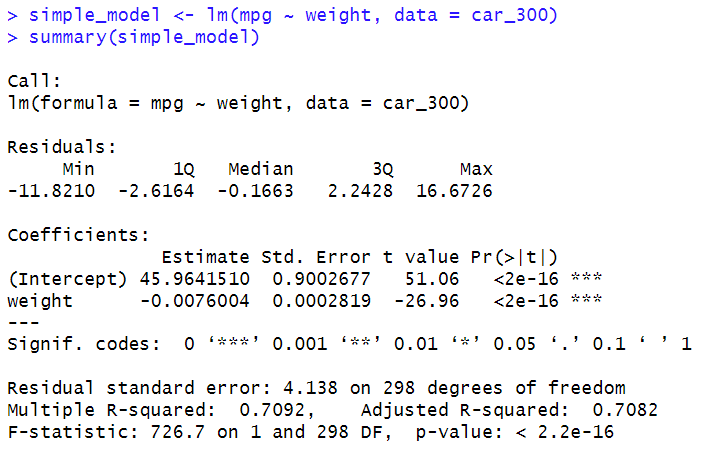 > simple_model <- lm(mpg ~ weight, data = car_300)
> summary(simple_model)
Call:
lm(formula = mpg ~ weight, data = car_300)
Residuals:
     Min       1Q   Median       3Q      Max
-11.8210  -2.6164  -0.1663   2.2428  16.6726
Coefficients:
              Estimate Std. Error t value Pr(>|t|)
(Intercept) 45.9641510  0.9002677   51.06   <2e-16 ***
weight      -0.0076004  0.0002819  -26.96   <2e-16 ***
---
Signif. codes:  0 ‘***’ 0.001 ‘**’ 0.01 ‘*’ 0.05 ‘.’ 0.1 ‘ ’ 1
Residual standard error: 4.138 on 298 degrees of freedom
Multiple R-squared:  0.7092,    Adjusted R-squared:  0.7082
F-statistic: 726.7 on 1 and 298 DF,  p-value: < 2.2e-16